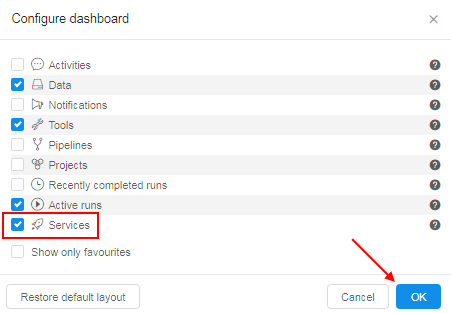 Configure dashboard
Activities
Data
Notifications
Tools
Pipelines
Projects
Recently completed runs
Active runs
Services
Show only favourites
Restore default layout
Cancel
OK